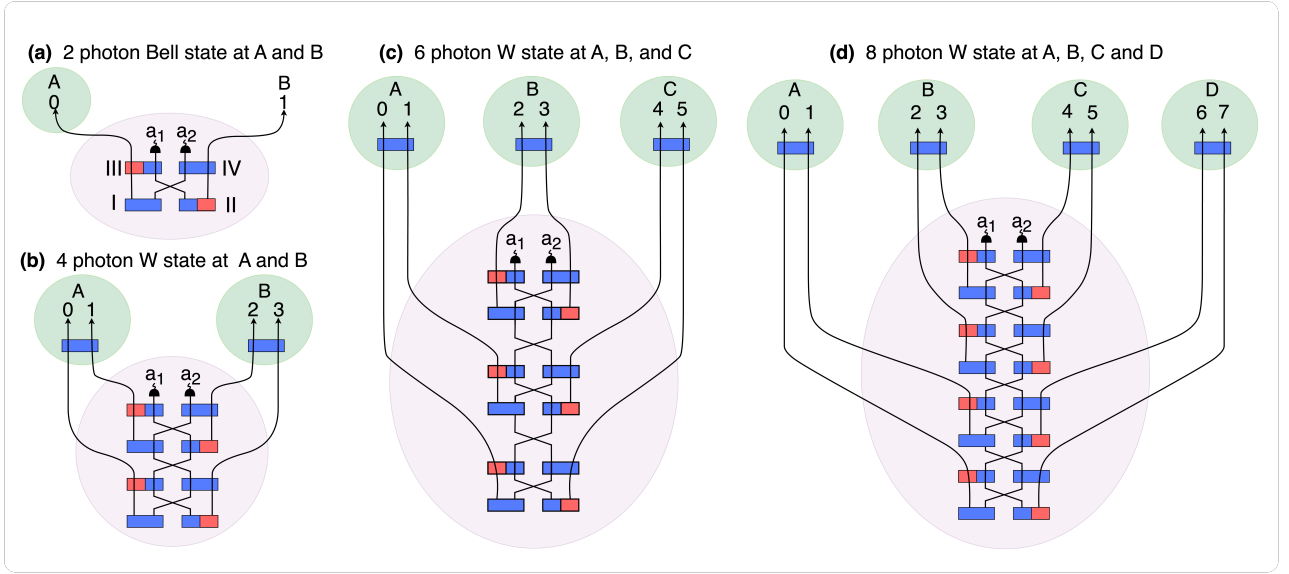 (a) 2 photon Bell state at A and B
A
0
B
1
a1 a2
III IV
I II
(b) 4 photon W state at A and B
A
0 1
B
2 3
a1 a2
(c) 6 photon W state at A, B, and C
A
0 1
B
2 3
C
4 5
a1 a2
(d) 8 photon W state at A, B, C and D
A
0 1
B
2 3
C
4 5
D
6 7
a1 a2